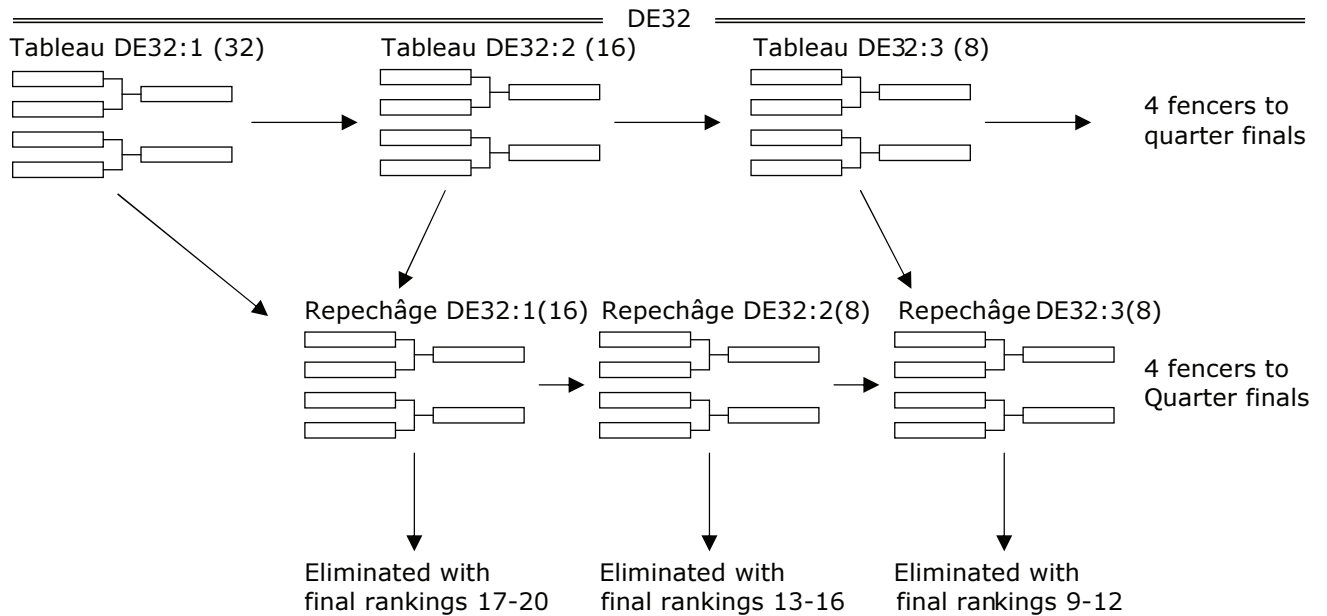 DE32
Tableau DE32:1 (32)
Tableau DE32:2 (16)
Tableau DE32:3 (8)
4 fencers to
quarter finals
Repechâge DE32:1(16)
Repechâge DE32:2(8)
Repechâge DE32:3(8)
4 fencers to
Quarter finals
Eliminated with
final rankings 17-20
Eliminated with
final rankings 13-16
Eliminated with
final rankings 9-12